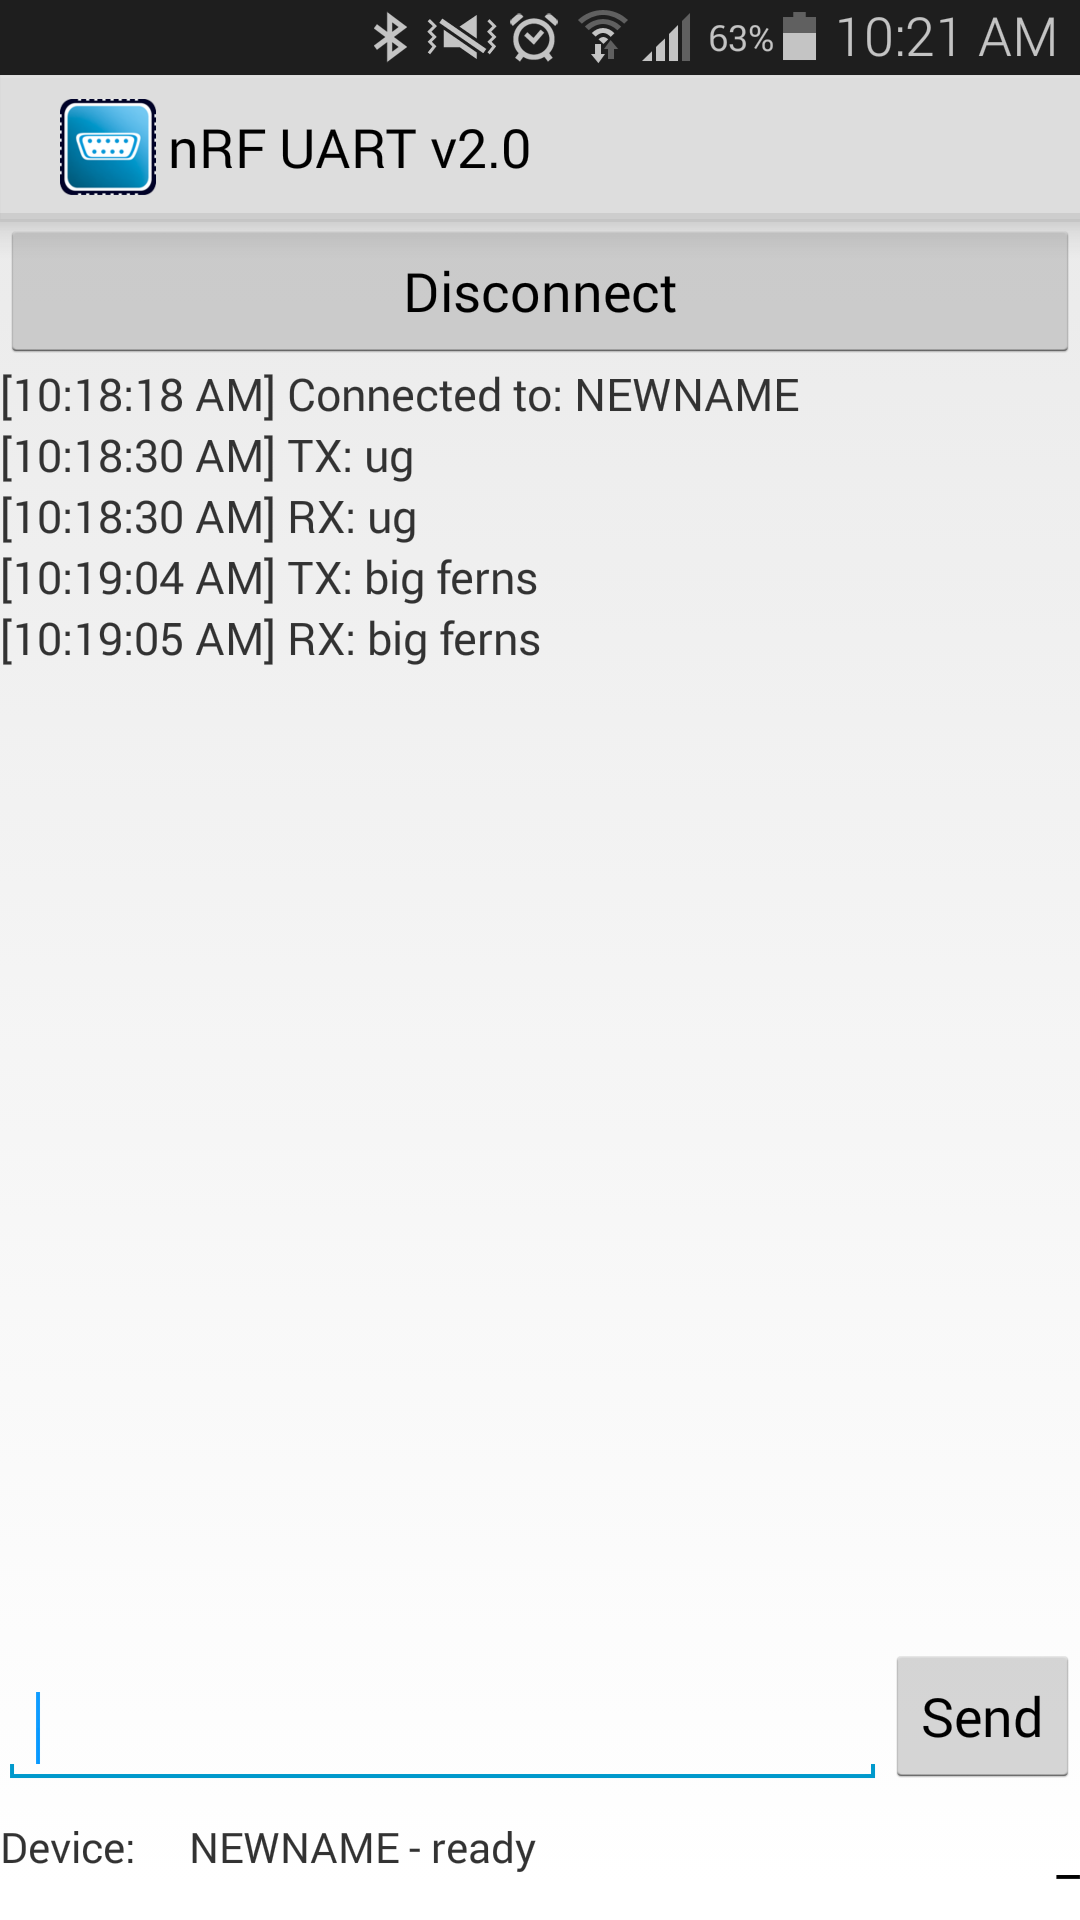 63% 10:21 AM
nRF UART v2.0
Disconnect
[10:18:18 AM] Connected to: NEWNAME
[10:18:30 AM] TX: ug
[10:18:30 AM] RX: ug
[10:19:04 AM] TX: big ferns
[10:19:05 AM] RX: big ferns
Send
Device: NEWNAME - ready